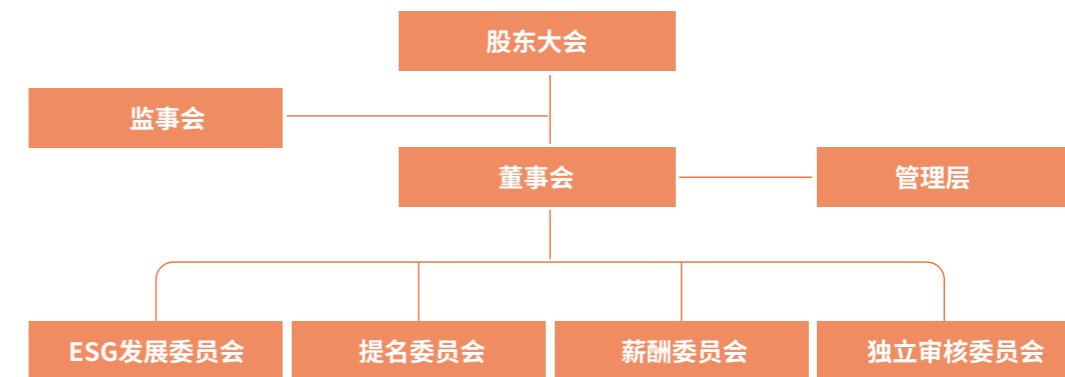 股东大会
监事会
董事会
管理层
ESG发展委员会
提名委员会
薪酬委员会
独立审核委员会